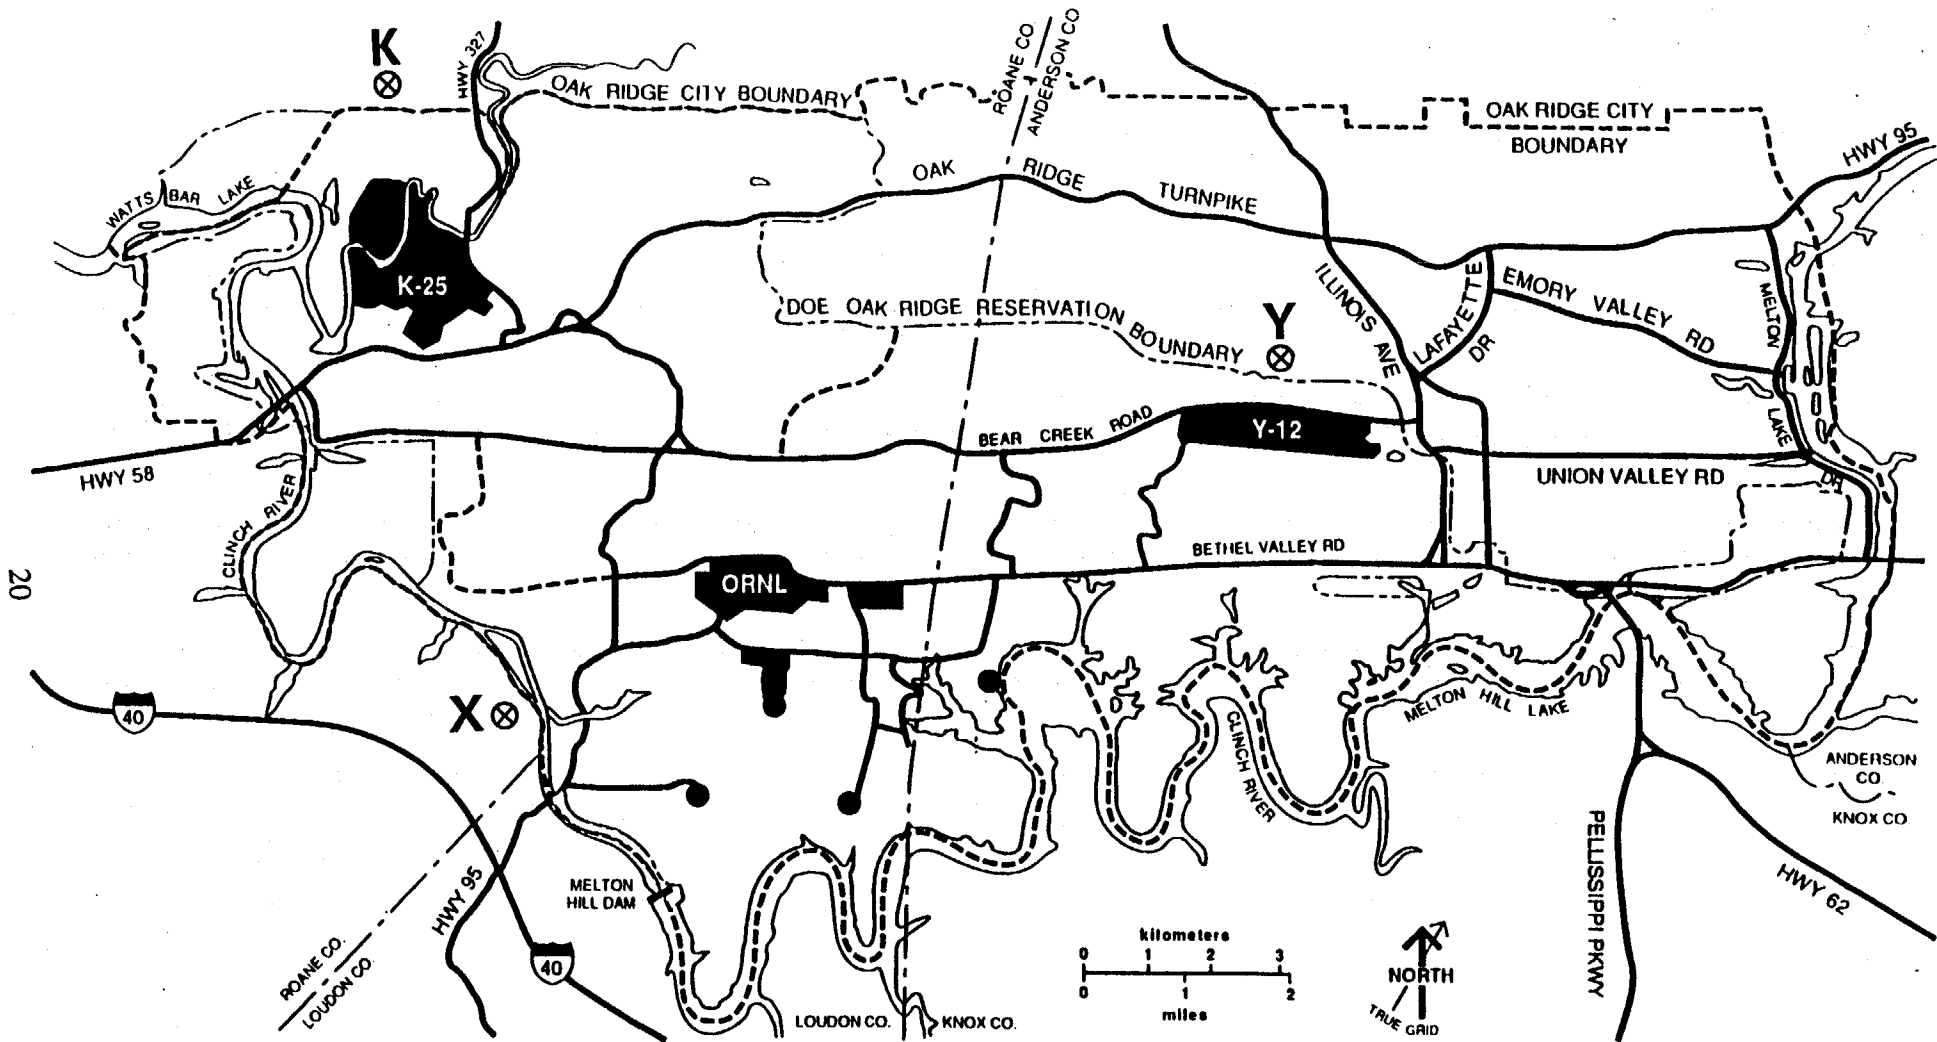 K
HWY 327
OAK RIDGE CITY BOUNDARY
ROANE CO
ANDERSON CO
OAK RIDGE CITY
BOUNDARY
HWY 95
WATTS BAR LAKE
OAK RIDGE TURNPIKE
K-25
ILLINOIS AVE
LAFAYETTE
DR
EMORY VALLEY RD
MELTON
LAKE
DR
DOE OAK RIDGE RESERVATION BOUNDARY
Y
BEAR CREEK ROAD
Y-12
HWY 58
UNION VALLEY RD
CLINCH RIVER
BETHEL VALLEY RD
20
ORNL
X
40
MELTON HILL LAKE
CLINCH RIVER
ANDERSON
CO.
KNOX CO.
PELLISSIPPI PKWY
HWY 62
MELTON
HILL DAM
HWY 95
ROANE CO.
LOUDON CO.
40
LOUDON CO.
KNOX CO.
kilometers
0 1 2 3
0 1 2
miles
NORTH
TRUE GRID